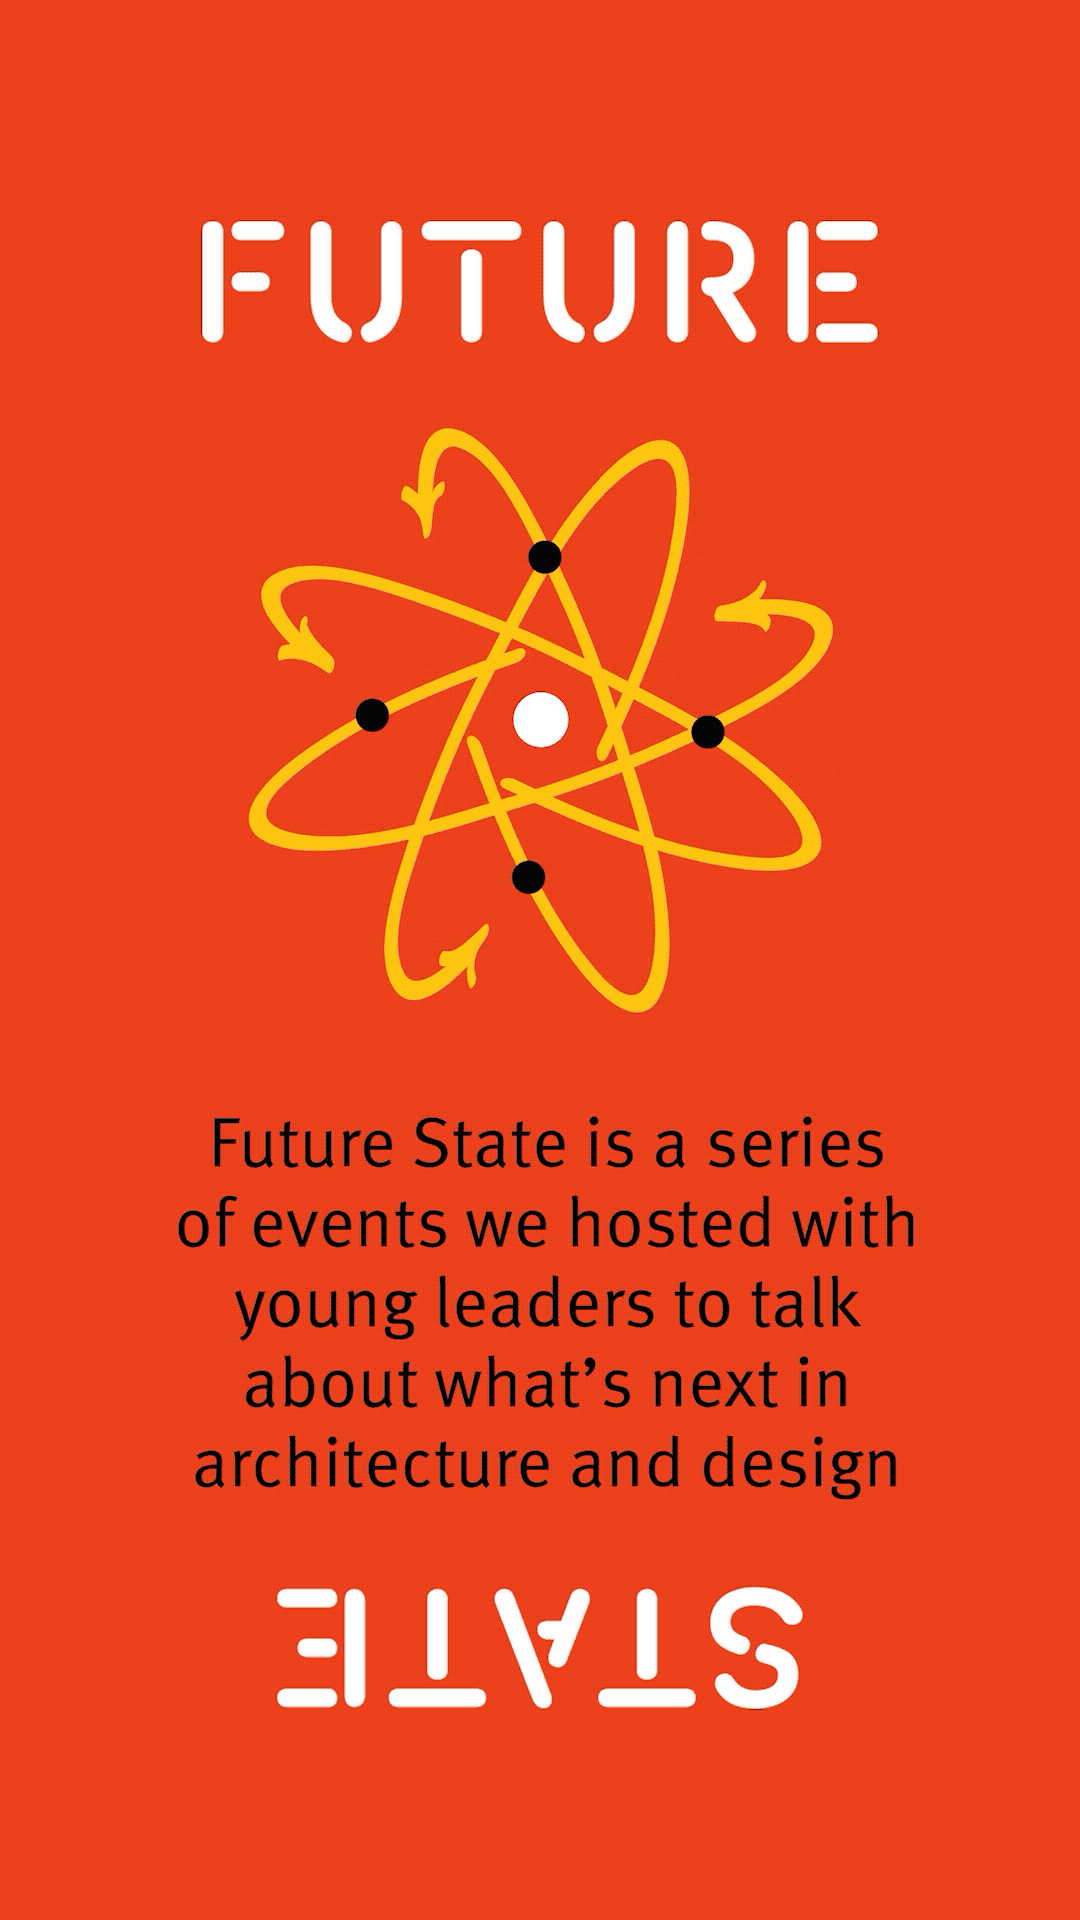 FUTURE
Future State is a series
of events we hosted with
young leaders to talk
about what’s next in
architecture and design
STATE